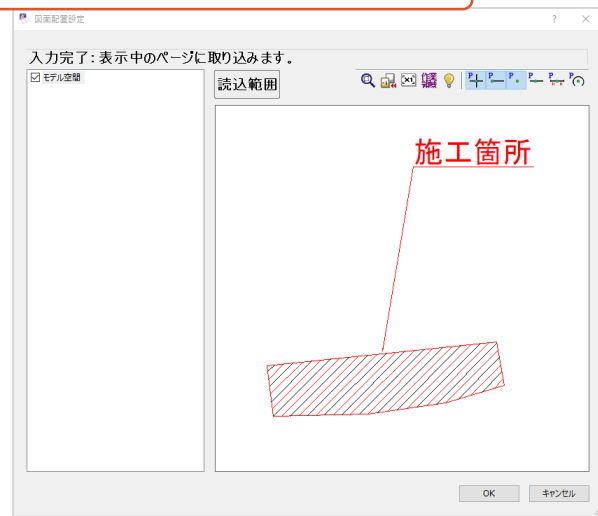 図面配置設定
入力完了：表示中のページに取り込みます。
モデル空間
読込範囲
施工箇所
OK
キャンセル